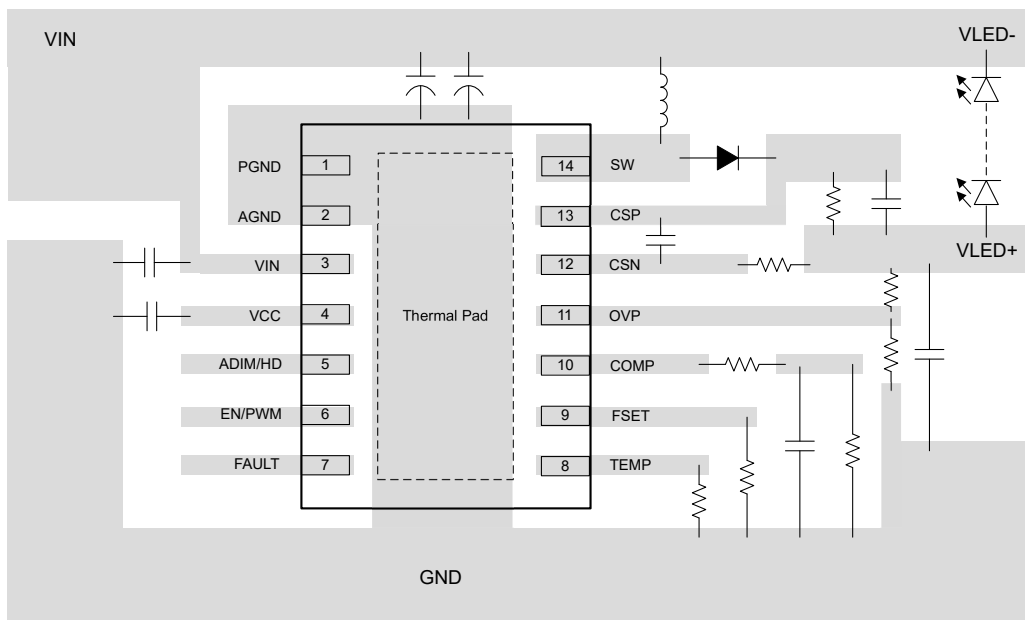 VIN
VLED-
PGND 1
14 SW
AGND 2
13 CSP
VLED+
VIN 3
12 CSN
VCC 4
Thermal Pad
11 OVP
ADIM/HD 5
10 COMP
EN/PWM 6
9 FSET
FAULT 7
8 TEMP
GND